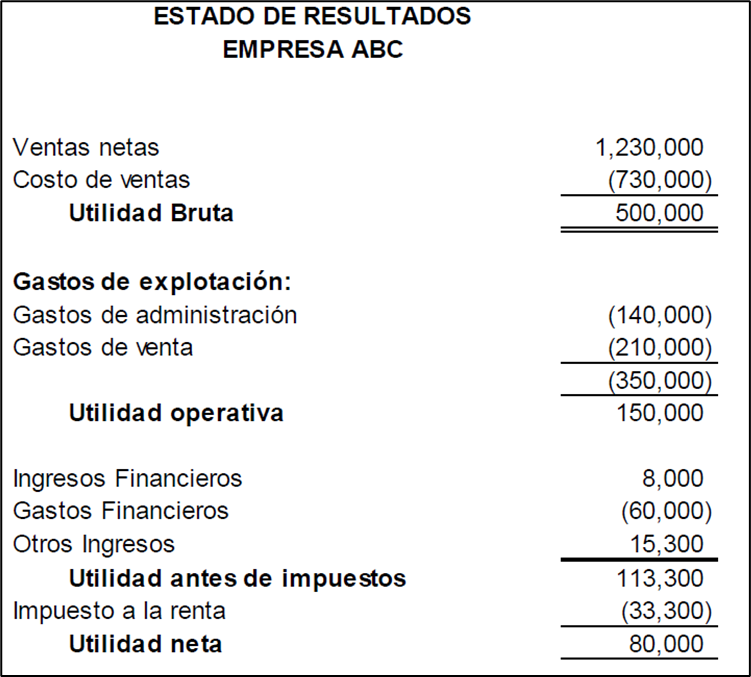 ESTADO DE RESULTADOS
EMPRESA ABC
Ventas netas 1,230,000
Costo de ventas (730,000)
Utilidad Bruta 500,000
Gastos de explotación:
Gastos de administración (140,000)
Gastos de venta (210,000)
(350,000)
Utilidad operativa 150,000
Ingresos Financieros 8,000
Gastos Financieros (60,000)
Otros Ingresos 15,300
Utilidad antes de impuestos 113,300
Impuesto a la renta (33,300)
Utilidad neta 80,000